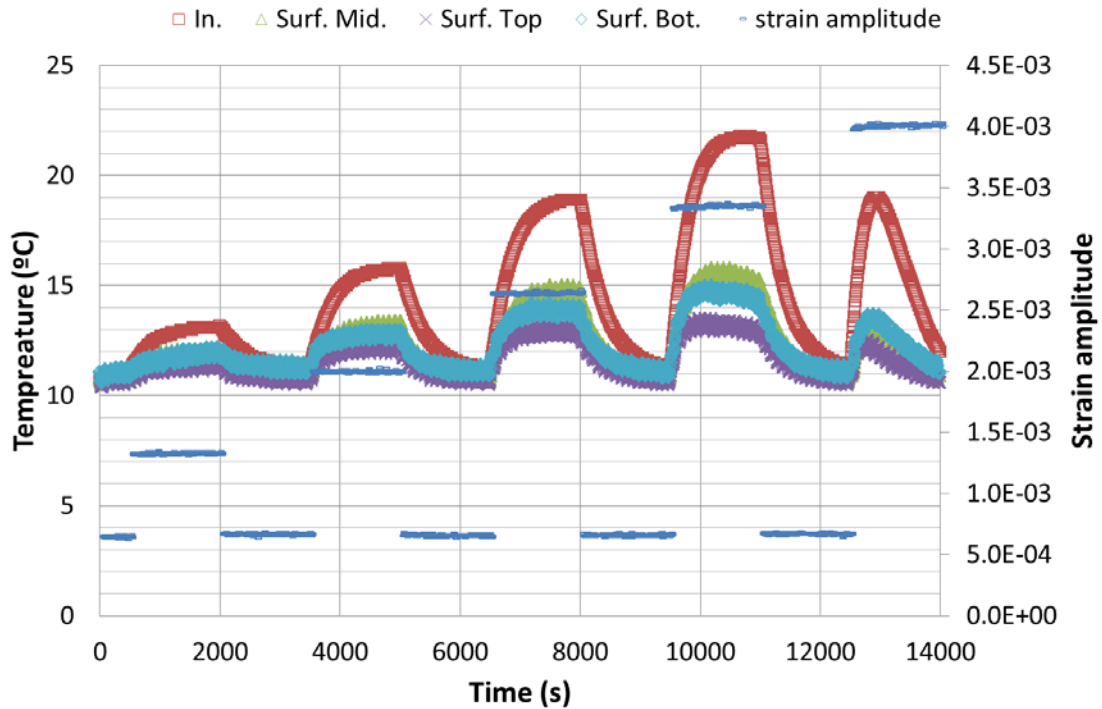 In. Surf. Mid. Surf. Top Surf. Bot. strain amplitude
25
20
15
10
5
0
Tempreature (ºC)
4.5E-03
4.0E-03
3.5E-03
3.0E-03
2.5E-03
2.0E-03
1.5E-03
1.0E-03
5.0E-04
0.0E+00
Strain amplitude
0 2000 4000 6000 8000 10000 12000 14000
Time (s)